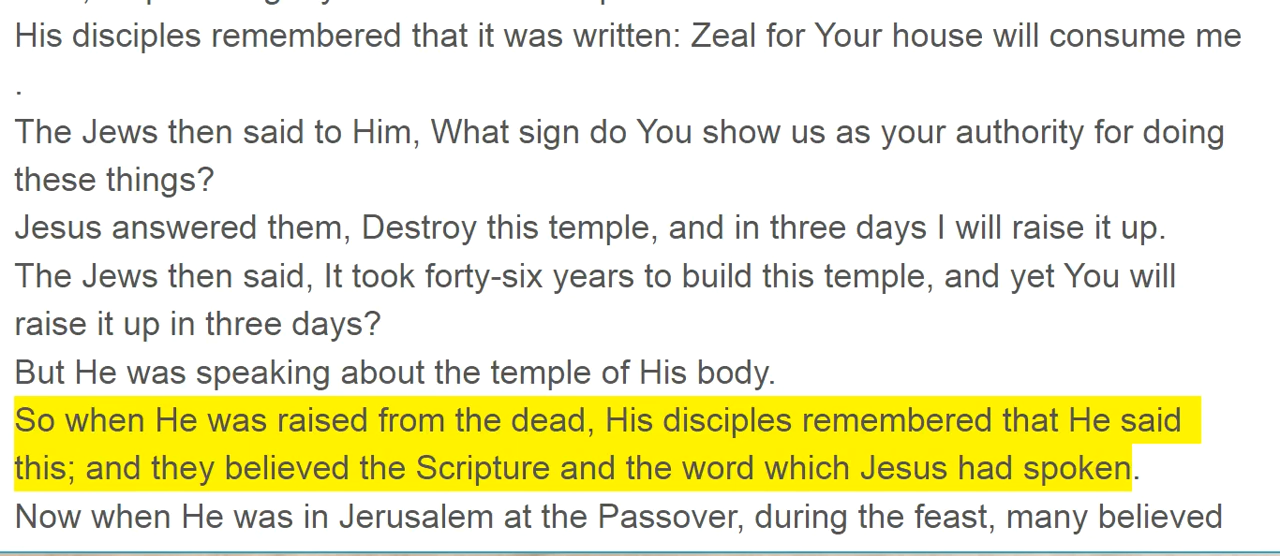 His disciples remembered that it was written: Zeal for Your house will consume me
.
The Jews then said to Him, What sign do You show us as your authority for doing
these things?
Jesus answered them, Destroy this temple, and in three days I will raise it up.
The Jews then said, It took forty-six years to build this temple, and yet You will
raise it up in three days?
But He was speaking about the temple of His body.
So when He was raised from the dead, His disciples remembered that He said
this; and they believed the Scripture and the word which Jesus had spoken.
Now when He was in Jerusalem at the Passover, during the feast, many believed